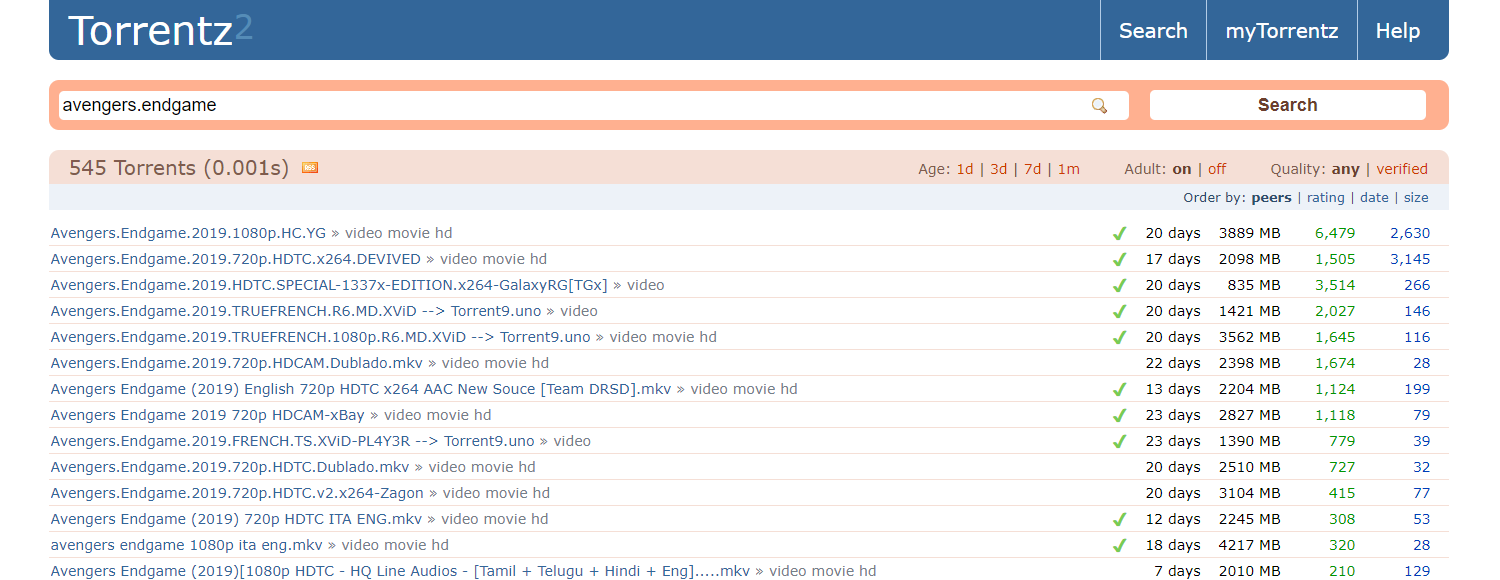 Torrentz2 Search myTorrentz Help
avengers.endgame Search
545 Torrents (0.001s) Age: 1d | 3d | 7d | 1m Adult: on | off Quality: any | verified
Order by: peers | rating | date | size
Avengers.Endgame.2019.1080p.HC.YG » video movie hd ✓ 20 days 3889 MB 6,479 2,630
Avengers.Endgame.2019.720p.HDTC.x264.DEVIVED » video movie hd ✓ 17 days 2098 MB 1,505 3,145
Avengers.Endgame.2019.HDTC.SPECIAL-1337x-EDITION.x264-GalaxyRG[TGx] » video ✓ 20 days 835 MB 3,514 266
Avengers.Endgame.2019.TRUEFRENCH.R6.MD.XViD --> Torrent9.uno » video ✓ 20 days 1421 MB 2,027 146
Avengers.Endgame.2019.TRUEFRENCH.1080p.R6.MD.XViD --> Torrent9.uno » video movie hd ✓ 20 days 3562 MB 1,645 116
Avengers.Endgame.2019.720p.HDCAM.Dublado.mkv » video movie hd 22 days 2398 MB 1,674 28
Avengers Endgame (2019) English 720p HDTC x264 AAC New Souce [Team DRSD].mkv » video movie hd ✓ 13 days 2204 MB 1,124 199
Avengers Endgame 2019 720p HDCAM-xBay » video movie hd ✓ 23 days 2827 MB 1,118 79
Avengers.Endgame.2019.FRENCH.TS.XViD-PL4Y3R --> Torrent9.uno » video ✓ 23 days 1390 MB 779 39
Avengers.Endgame.2019.720p.HDTC.Dublado.mkv » video movie hd 20 days 2510 MB 727 32
Avengers.Endgame.2019.720p.HDTC.v2.x264-Zagon » video movie hd 20 days 3104 MB 415 77
Avengers Endgame (2019) 720p HDTC ITA ENG.mkv » video movie hd ✓ 12 days 2245 MB 308 53
avengers endgame 1080p ita eng.mkv » video movie hd ✓ 18 days 4217 MB 320 28
Avengers Endgame (2019)[1080p HDTC - HQ Line Audios - [Tamil + Telugu + Hindi + Eng].....mkv » video movie hd 7 days 2010 MB 210 129